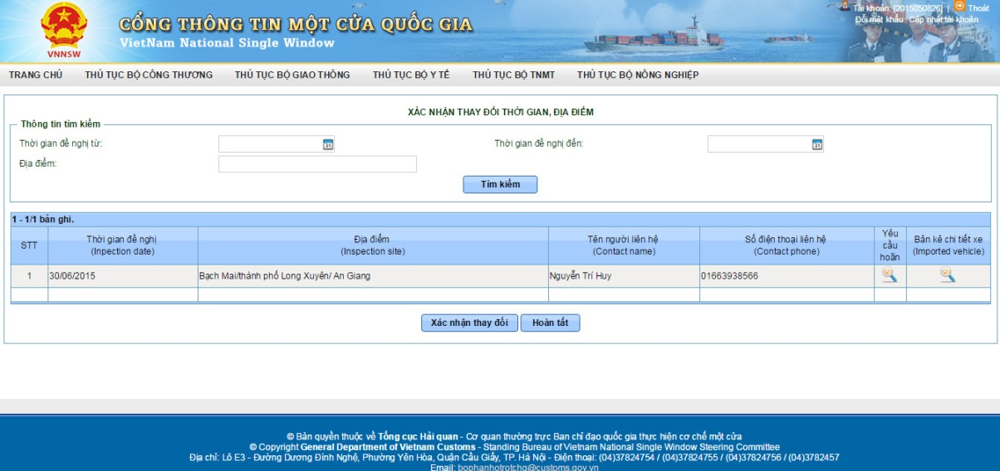 CỔNG THÔNG TIN MỘT CỬA QUỐC GIA
VietNam National Single Window
VNNSW
Tài khoản: [2015050826] | Thoát
Đổi mật khẩu Cập nhật tài khoản
TRANG CHỦ THỦ TỤC BỘ CÔNG THƯƠNG THỦ TỤC BỘ GIAO THÔNG THỦ TỤC BỘ Y TẾ THỦ TỤC BỘ TNMT THỦ TỤC BỘ NÔNG NGHIỆP
XÁC NHẬN THAY ĐỔI THỜI GIAN, ĐỊA ĐIỂM
Thông tin tìm kiếm
Thời gian đề nghị từ: Thời gian đề nghị đến:
Địa điểm:
Tìm kiếm
1 - 1/1 bản ghi.
STT
Thời gian đề nghị
(Inpection date)
Địa điểm
(Inspection site)
Tên người liên hệ
(Contact name)
Số điện thoại liên hệ
(Contact phone)
Yêu
cầu
hoãn
Bản kê chi tiết xe
(Imported vehicle)
1 30/06/2015 Bạch Mai/thành phố Long Xuyên/ An Giang Nguyễn Trí Huy 01663938566
Xác nhận thay đổi Hoàn tất
© Bản quyền thuộc về Tổng cục Hải quan - Cơ quan thường trực Ban chỉ đạo quốc gia thực hiện cơ chế một cửa
© Copyright General Department of Vietnam Customs - Standing Bureau of Vietnam National Single Window Steering Committee
Địa chỉ: Lô E3 - Đường Dương Đình Nghệ, Phường Yên Hòa, Quận Cầu Giấy, TP. Hà Nội - Điện thoại: (04)37824754 / (04)37824755 / (04)37824756 / (04)3782457
Email: bophanhotrotchq@customs.gov.vn